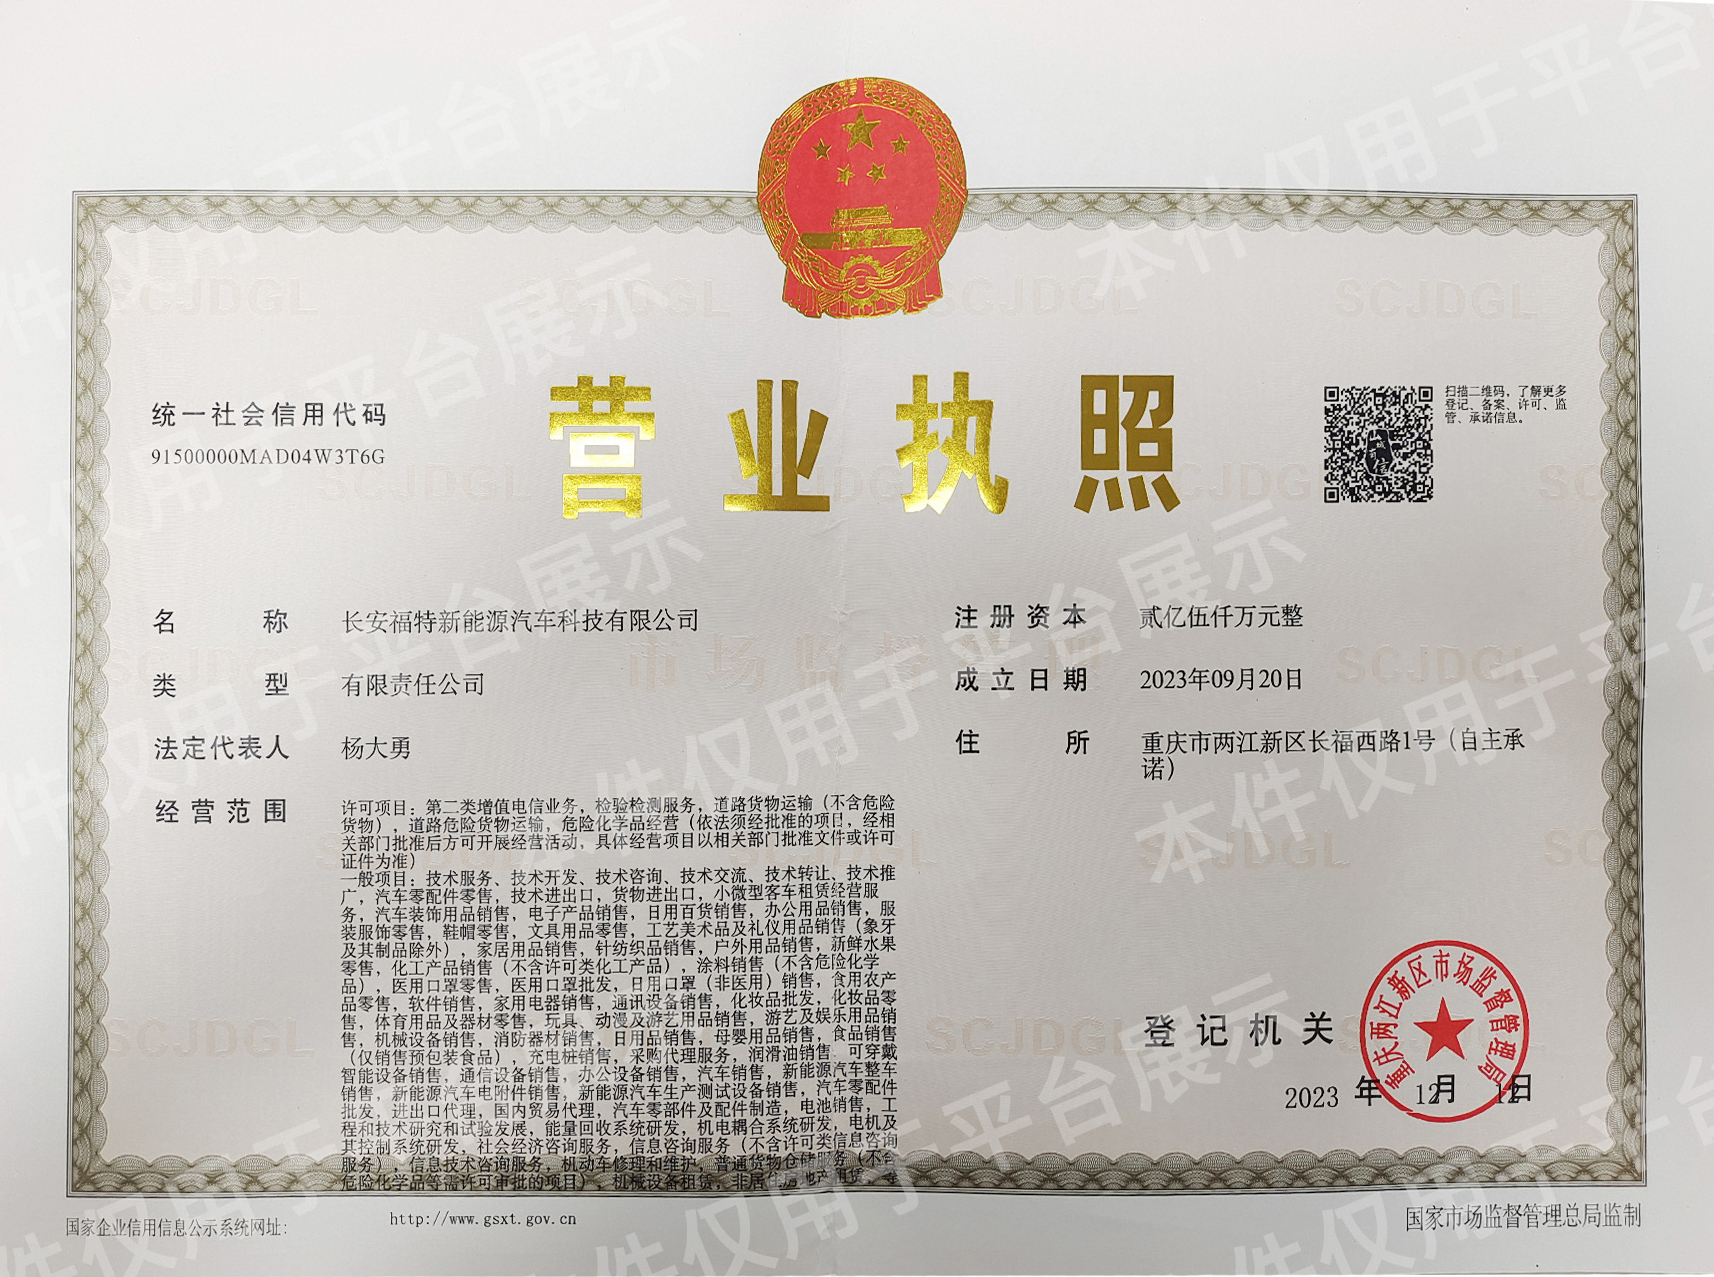 营业执照
统一社会信用代码
91500000MAD04W3T6G
扫描二维码，了解更多
登记、备案、许可、监
管、承诺信息。
名称 长安福特新能源汽车科技有限公司
类型 有限责任公司
法定代表人 杨大勇
经营范围
许可项目：第二类增值电信业务，检验检测服务，道路货物运输（不含危险
货物），道路危险货物运输，危险化学品经营（依法须经批准的项目，经相
关部门批准后方可开展经营活动，具体经营项目以相关部门批准文件或许可
证件为准）
一般项目：技术服务、技术开发、技术咨询、技术交流、技术转让、技术推
广，汽车零配件零售，技术进出口，货物进出口，小微型客车租赁经营服
务，汽车装饰用品销售，电子产品销售，日用百货销售，办公用品销售，服
装服饰零售，鞋帽零售，文具用品零售，工艺美术品及礼仪用品销售（象牙
及其制品除外），家居用品销售，针纺织品销售，户外用品销售，新鲜水果
零售，化工产品销售（不含许可类化工产品），涂料销售（不含危险化学
品），医用口罩零售，医用口罩批发，日用口罩（非医用）销售，食用农产
品零售，软件销售，家用电器销售，通讯设备销售，化妆品批发，化妆品零
售，体育用品及器材零售，玩具、动漫及游艺用品销售，游艺及娱乐用品销
售，机械设备销售，消防器材销售，日用品销售，母婴用品销售，食品销售
（仅销售预包装食品），充电桩销售，采购代理服务，润滑油销售，可穿戴
智能设备销售，通信设备销售，办公设备销售，汽车销售，新能源汽车整车
销售，新能源汽车电附件销售，新能源汽车生产测试设备销售，汽车零配件
批发，进出口代理，国内贸易代理，汽车零部件及配件制造，电池销售，工
程和技术研究和试验发展，能量回收系统研发，机电耦合系统研发，电机及
其控制系统研发，社会经济咨询服务，信息咨询服务（不含许可类信息咨询
服务），信息技术咨询服务，机动车修理和维护，普通货物仓储服务（不含
危险化学品等需许可审批的项目），机械设备租赁，非居住房地产租赁，等
注册资本 贰亿伍仟万元整
成立日期 2023年09月20日
住所 重庆市两江新区长福西路1号（自主承
诺）
登记机关
重庆两江新区市场监督管理局
2023 年 12月 12日
国家企业信用信息公示系统网址:
http://www.gsxt.gov.cn
国家市场监督管理总局监制
本件仅用于平台展示
SCJDGL